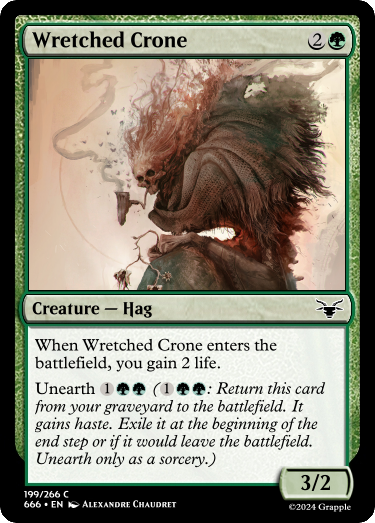 Wretched Crone 2
Creature — Hag
When Wretched Crone enters the
battlefield, you gain 2 life.
Unearth 1 (1 : Return this card
from your graveyard to the battlefield. It
gains haste. Exile it at the beginning of the
end step or if it would leave the battlefield.
Unearth only as a sorcery.)
3/2
199/266 C
666 • EN Alexandre Chaudret
©2024 Grapple